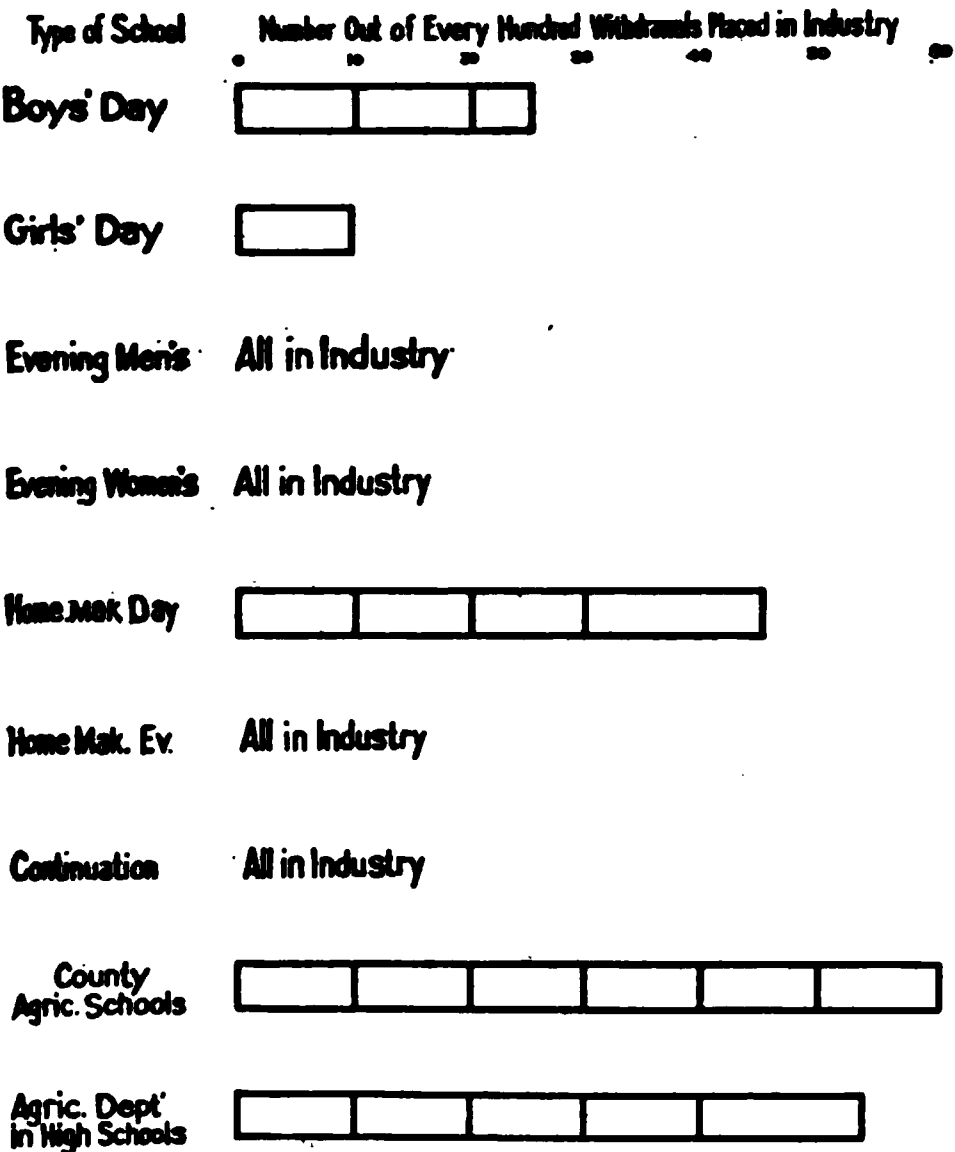 Type of School Number Out of Every Hundred Withdrawals Placed in Industry
0 10 20 30 40 50 60
Boys' Day
Girls' Day
Evening Men's All in Industry
Evening Women's All in Industry
Home Mak Day
Home Mak. Ev. All in Industry
Continuation All in Industry
County
Agric. Schools
Agric. Dept'
in High Schools